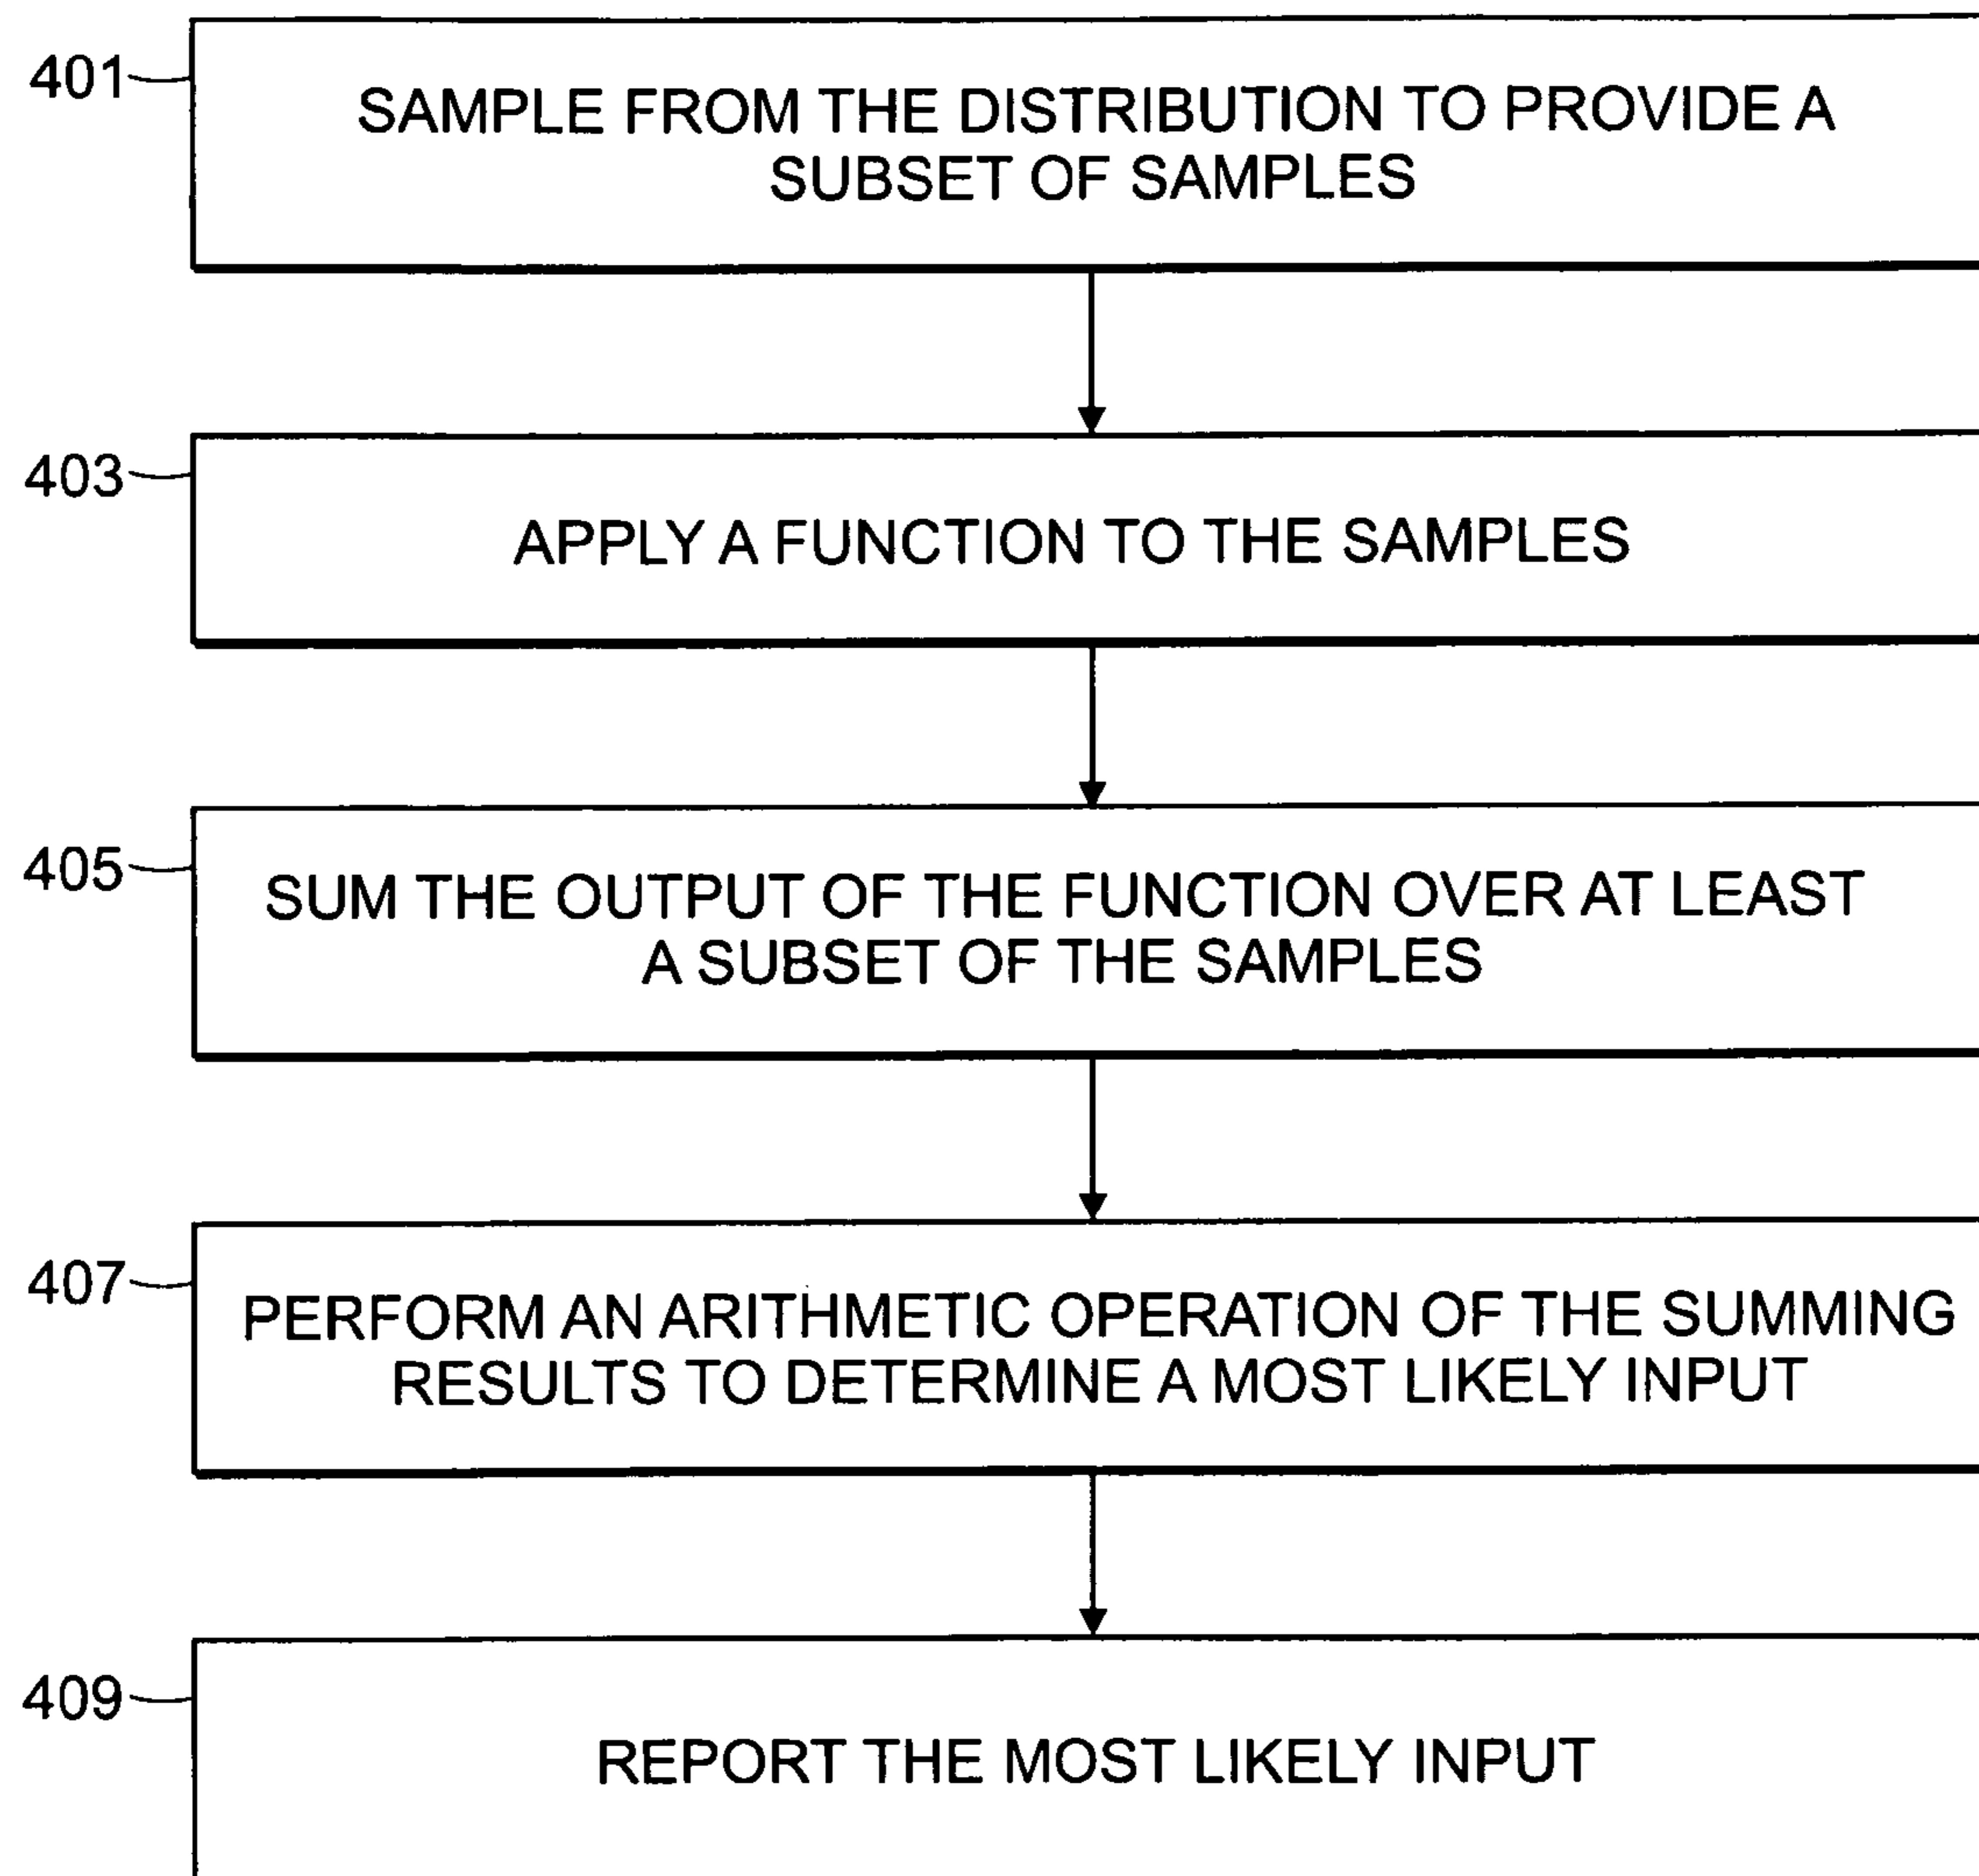 401
SAMPLE FROM THE DISTRIBUTION TO PROVIDE A
SUBSET OF SAMPLES
403
APPLY A FUNCTION TO THE SAMPLES
405
SUM THE OUTPUT OF THE FUNCTION OVER AT LEAST
A SUBSET OF THE SAMPLES
407
PERFORM AN ARITHMETIC OPERATION OF THE SUMMING
RESULTS TO DETERMINE A MOST LIKELY INPUT
409
REPORT THE MOST LIKELY INPUT